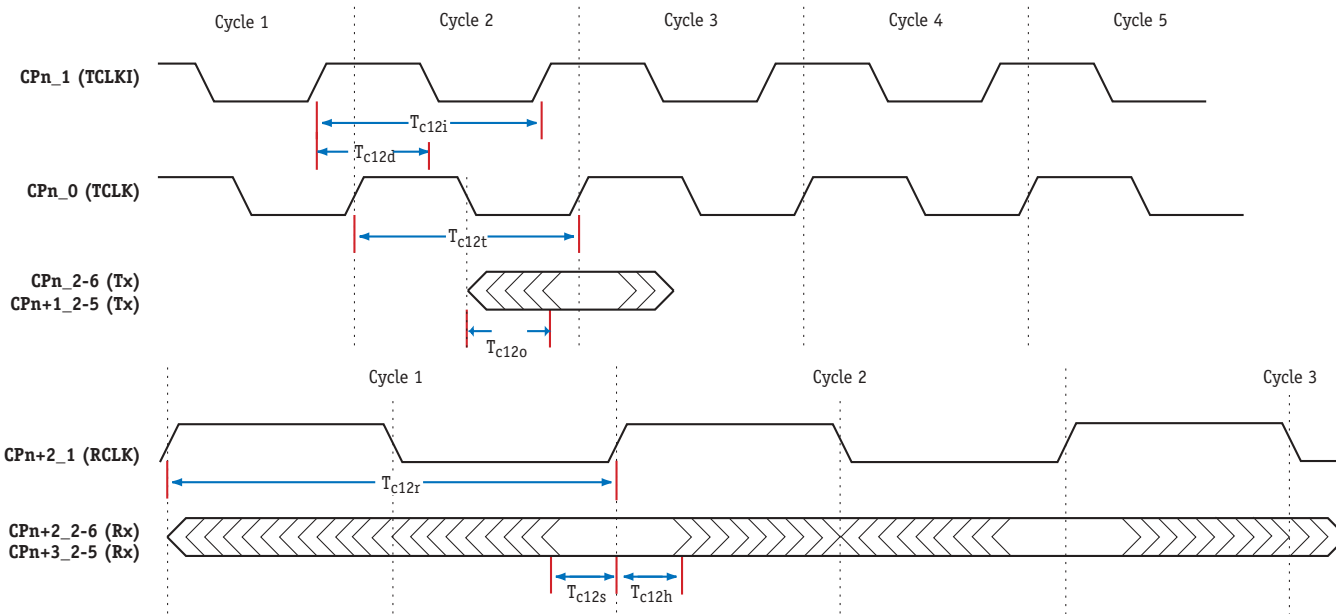 Cycle 1 Cycle 2 Cycle 3 Cycle 4 Cycle 5
CPn_1 (TCLKI)
Tc12i
Tc12d
CPn_0 (TCLK)
Tc12t
CPn_2-6 (Tx)
CPn+1_2-5 (Tx)
Tc12o
Cycle 1 Cycle 2 Cycle 3
CPn+2_1 (RCLK)
Tc12r
CPn+2_2-6 (Rx)
CPn+3_2-5 (Rx)
Tc12s Tc12h